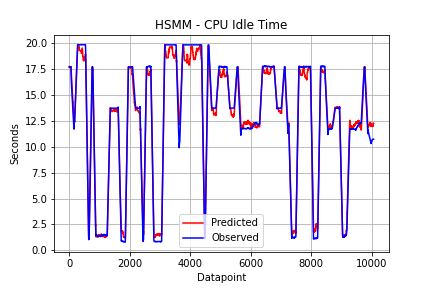 HSMM - CPU Idle Time
20.0
17.5
15.0
12.5
10.0
7.5
5.0
2.5
0.0
Seconds
Predicted
Observed
0 2000 4000 6000 8000 10000
Datapoint